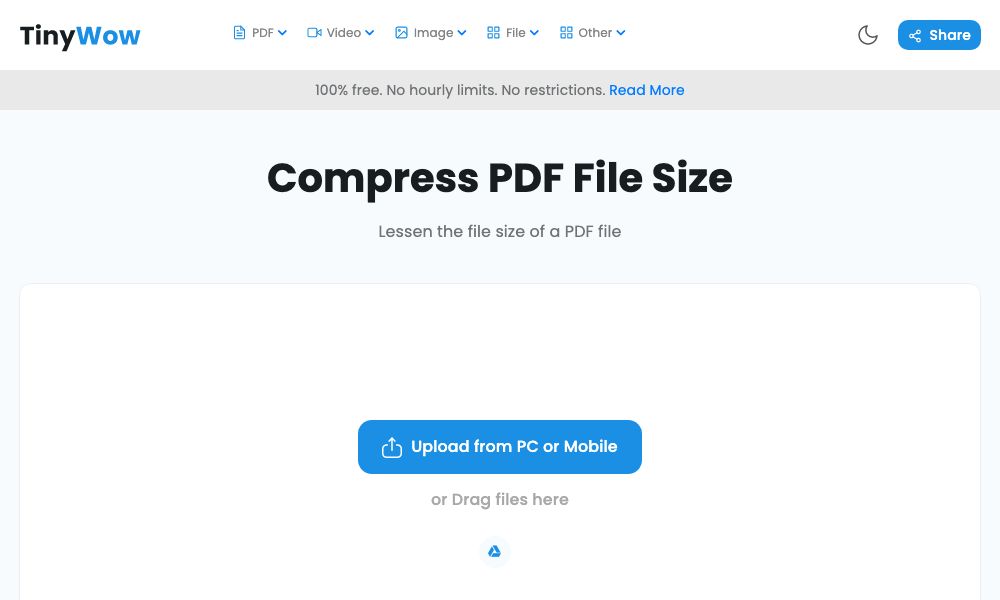 TinyWow
PDF
Video
Image
File
Other
Share
100% free. No hourly limits. No restrictions. Read More
Compress PDF File Size
Lessen the file size of a PDF file
Upload from PC or Mobile
or Drag files here